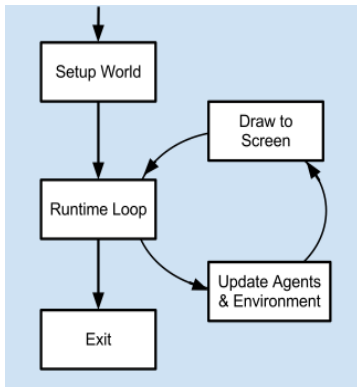 Setup World
Draw to
Screen
Runtime Loop
Update Agents
& Environment
Exit